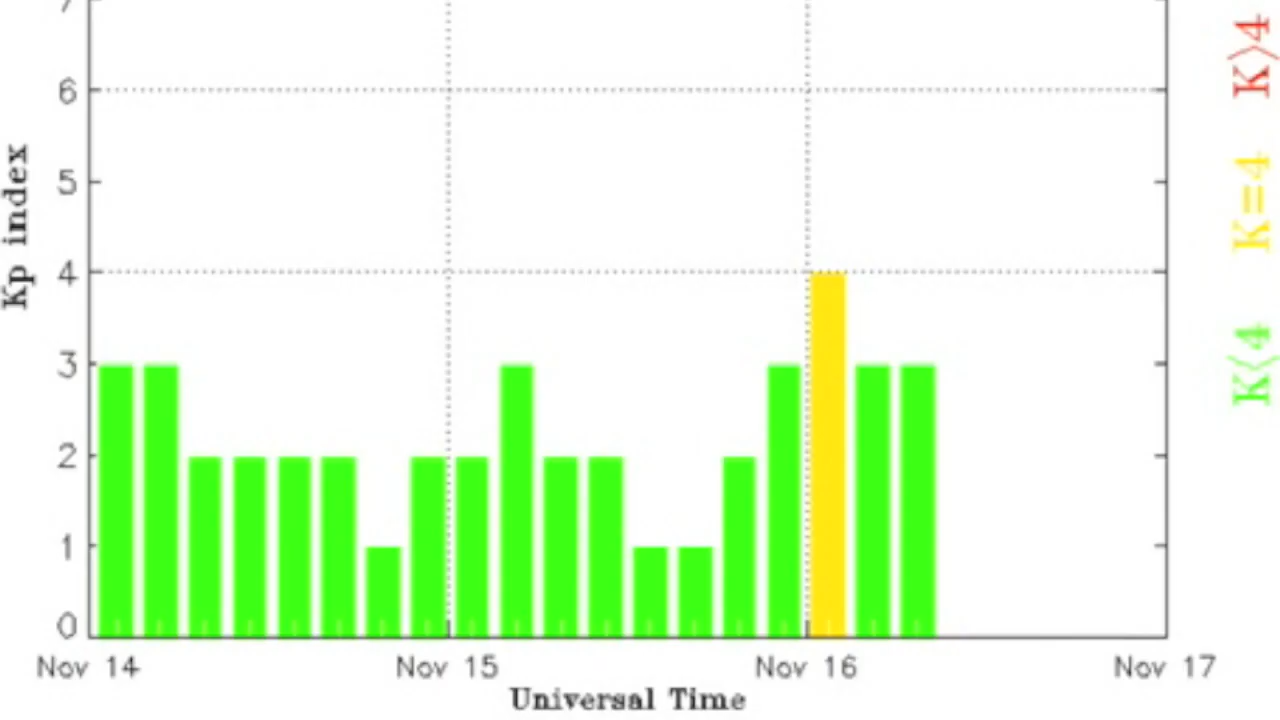 7
6
5
4
3
2
1
0
Kp index
Nov 14
Nov 15
Nov 16
Nov 17
Universal Time
K<4
K=4
K>4